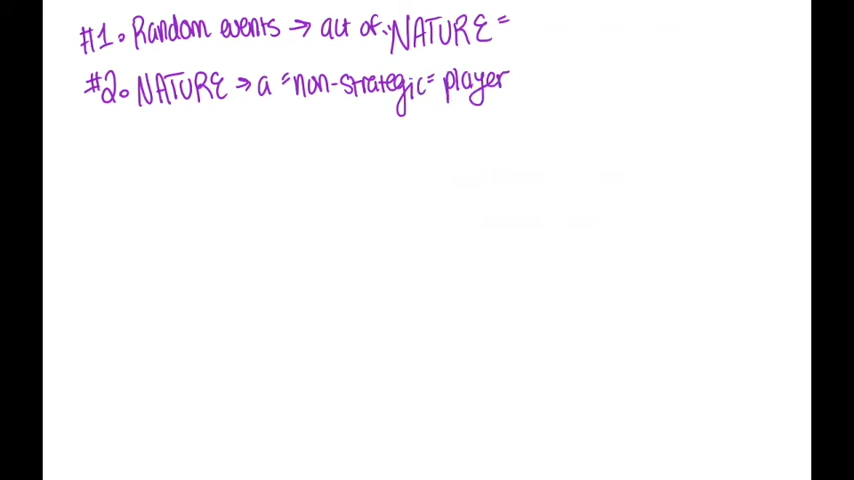 #1. Random events → act of "NATURE"
#2. NATURE → a "non-strategic" player